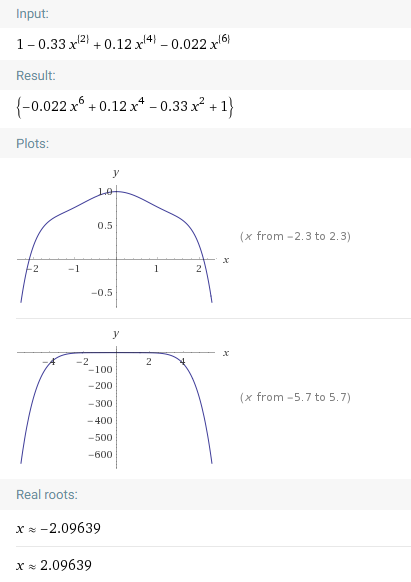 Input:
1 − 0.33 x^{2} + 0.12 x^{4} − 0.022 x^{6}
Result:
{−0.022 x^6 + 0.12 x^4 − 0.33 x^2 + 1}
Plots:
y
1.0
0.5
(x from −2.3 to 2.3)
−2 −1 1 2 x
−0.5
y
x
−4 −2 2 4
−100
−200
−300
(x from −5.7 to 5.7)
−400
−500
−600
Real roots:
x ≈ −2.09639
x ≈ 2.09639